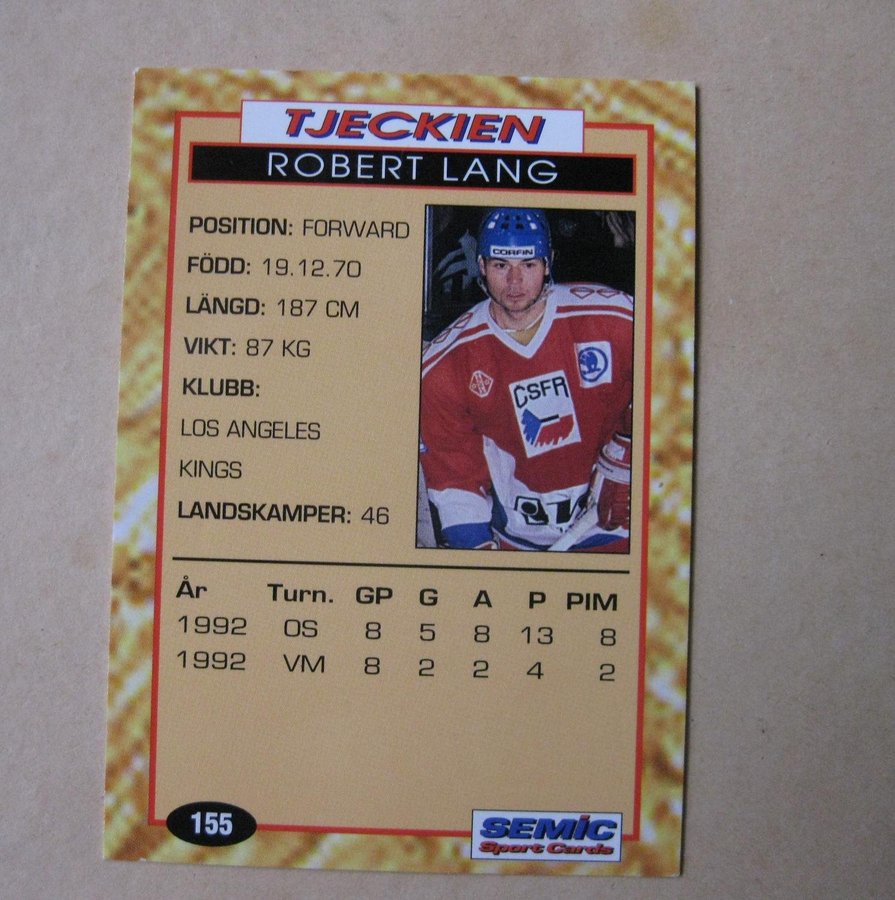 TJECKIEN
ROBERT LANG
POSITION: FORWARD
FÖDD: 19.12.70
LÄNGD: 187 CM
VIKT: 87 KG
KLUBB:
LOS ANGELES
KINGS
LANDSKAMPER: 46
CORFIN
ČSFR
År Turn. GP G A P PIM
1992 OS 8 5 8 13 8
1992 VM 8 2 2 4 2
155
SEMIC
Sport Cards